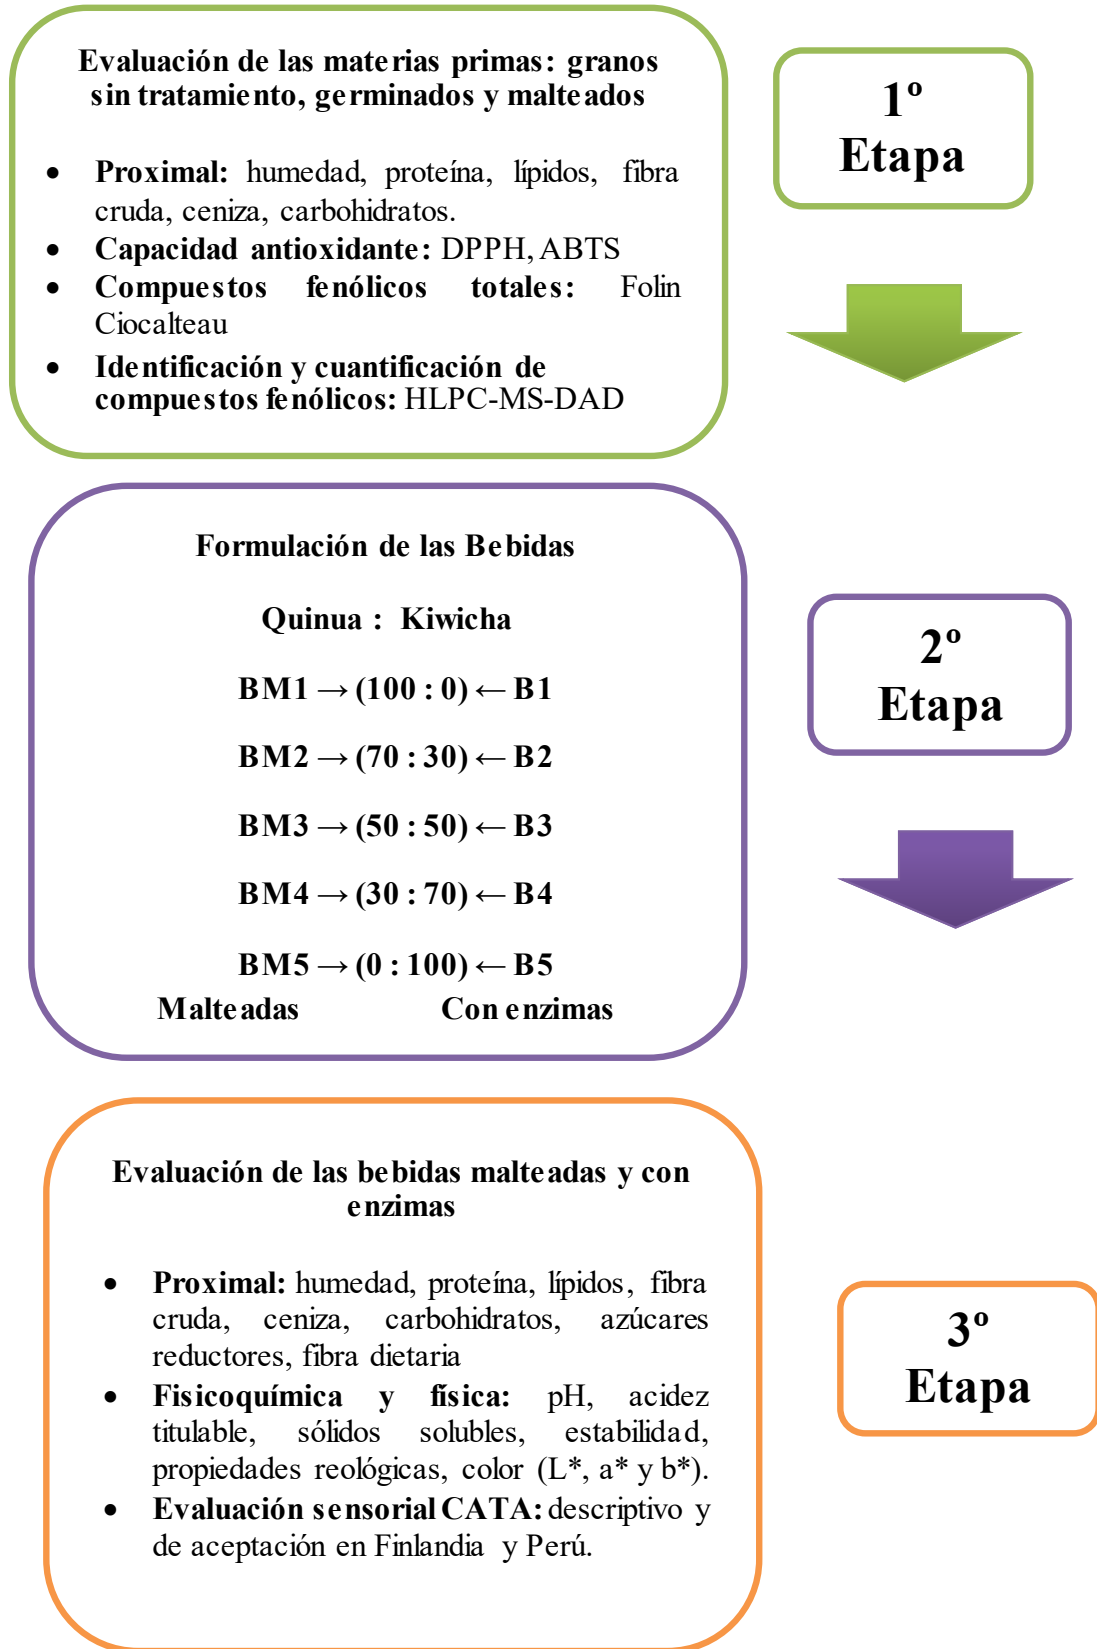 Evaluación de las materias primas: granos
sin tratamiento, germinados y malteados
• Proximal: humedad, proteína, lípidos, fibra
cruda, ceniza, carbohidratos.
• Capacidad antioxidante: DPPH, ABTS
• Compuestos fenólicos totales: Folin
Ciocalteau
• Identificación y cuantificación de
compuestos fenólicos: HLPC-MS-DAD
1º
Etapa
Formulación de las Bebidas
Quinua : Kiwicha
BM1 → (100 : 0) ← B1
BM2 → (70 : 30) ← B2
BM3 → (50 : 50) ← B3
BM4 → (30 : 70) ← B4
BM5 → (0 : 100) ← B5
Malteadas Con enzimas
2º
Etapa
Evaluación de las bebidas malteadas y con
enzimas
• Proximal: humedad, proteína, lípidos, fibra
cruda, ceniza, carbohidratos, azúcares
reductores, fibra dietaria
• Fisicoquímica y física: pH, acidez
titulable, sólidos solubles, estabilidad,
propiedades reológicas, color (L*, a* y b*).
• Evaluación sensorial CATA: descriptivo y
de aceptación en Finlandia y Perú.
3º
Etapa